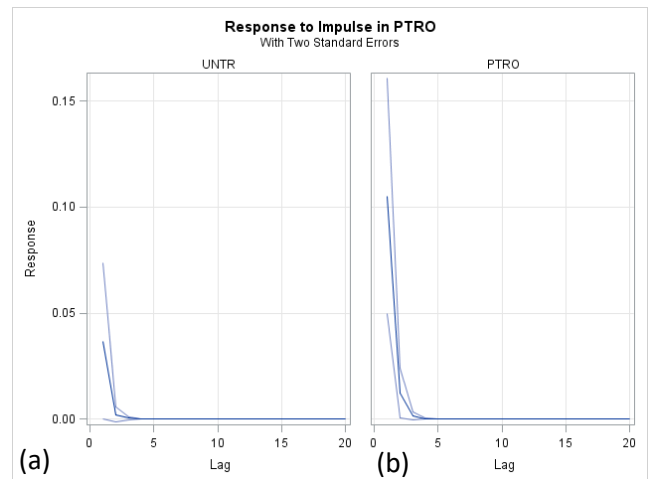 Response to Impulse in PTRO
With Two Standard Errors
UNTR PTRO
Response
0.15
0.10
0.05
0.00
0 5 10 15 20 0 5 10 15 20
(a) Lag (b) Lag